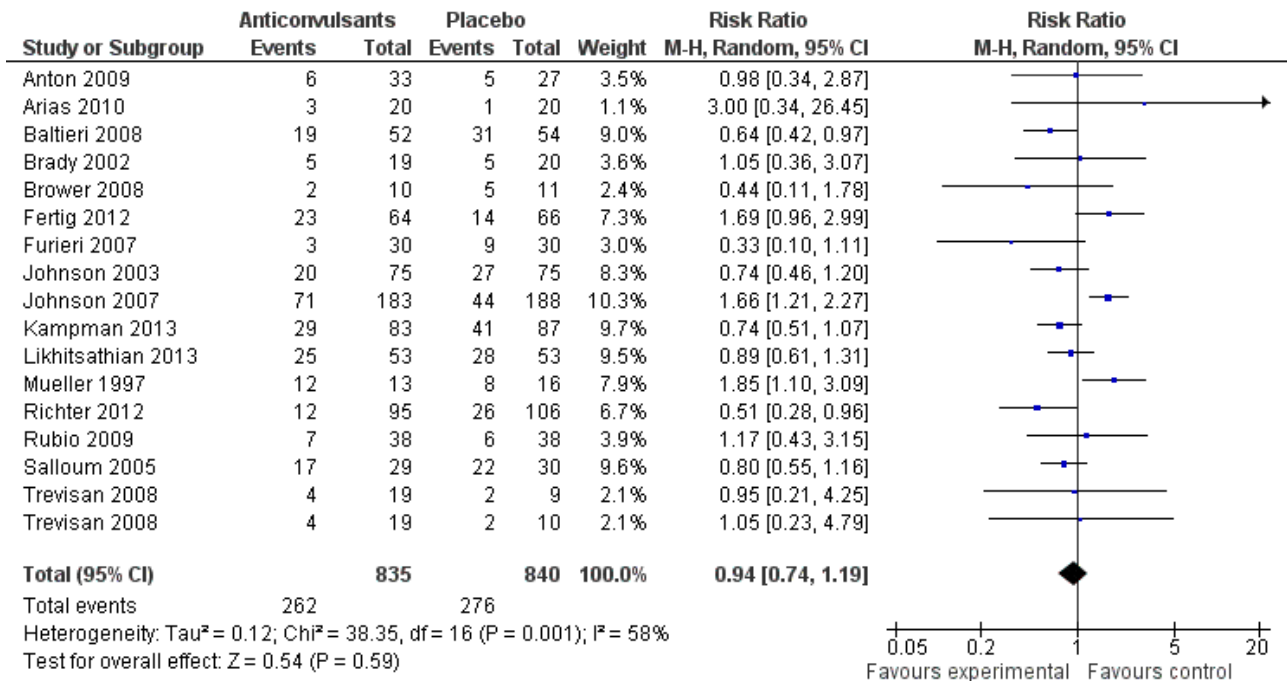 Anticonvulsants Placebo Risk Ratio Risk Ratio
Study or Subgroup Events Total Events Total Weight M-H, Random, 95% CI M-H, Random, 95% CI
Anton 2009 6 33 5 27 3.5% 0.98 [0.34, 2.87]
Arias 2010 3 20 1 20 1.1% 3.00 [0.34, 26.45]
Baltieri 2008 19 52 31 54 9.0% 0.64 [0.42, 0.97]
Brady 2002 5 19 5 20 3.6% 1.05 [0.36, 3.07]
Brower 2008 2 10 5 11 2.4% 0.44 [0.11, 1.78]
Fertig 2012 23 64 14 66 7.3% 1.69 [0.96, 2.99]
Furieri 2007 3 30 9 30 3.0% 0.33 [0.10, 1.11]
Johnson 2003 20 75 27 75 8.3% 0.74 [0.46, 1.20]
Johnson 2007 71 183 44 188 10.3% 1.66 [1.21, 2.27]
Kampman 2013 29 83 41 87 9.7% 0.74 [0.51, 1.07]
Likhitsathian 2013 25 53 28 53 9.5% 0.89 [0.61, 1.31]
Mueller 1997 12 13 8 16 7.9% 1.85 [1.10, 3.09]
Richter 2012 12 95 26 106 6.7% 0.51 [0.28, 0.96]
Rubio 2009 7 38 6 38 3.9% 1.17 [0.43, 3.15]
Salloum 2005 17 29 22 30 9.6% 0.80 [0.55, 1.16]
Trevisan 2008 4 19 2 9 2.1% 0.95 [0.21, 4.25]
Trevisan 2008 4 19 2 10 2.1% 1.05 [0.23, 4.79]
Total (95% CI) 835 840 100.0% 0.94 [0.74, 1.19]
Total events 262 276
Heterogeneity: Tau² = 0.12; Chi² = 38.35, df = 16 (P = 0.001); I² = 58%
Test for overall effect: Z = 0.54 (P = 0.59)
0.05 0.2 1 5 20
Favours experimental Favours control